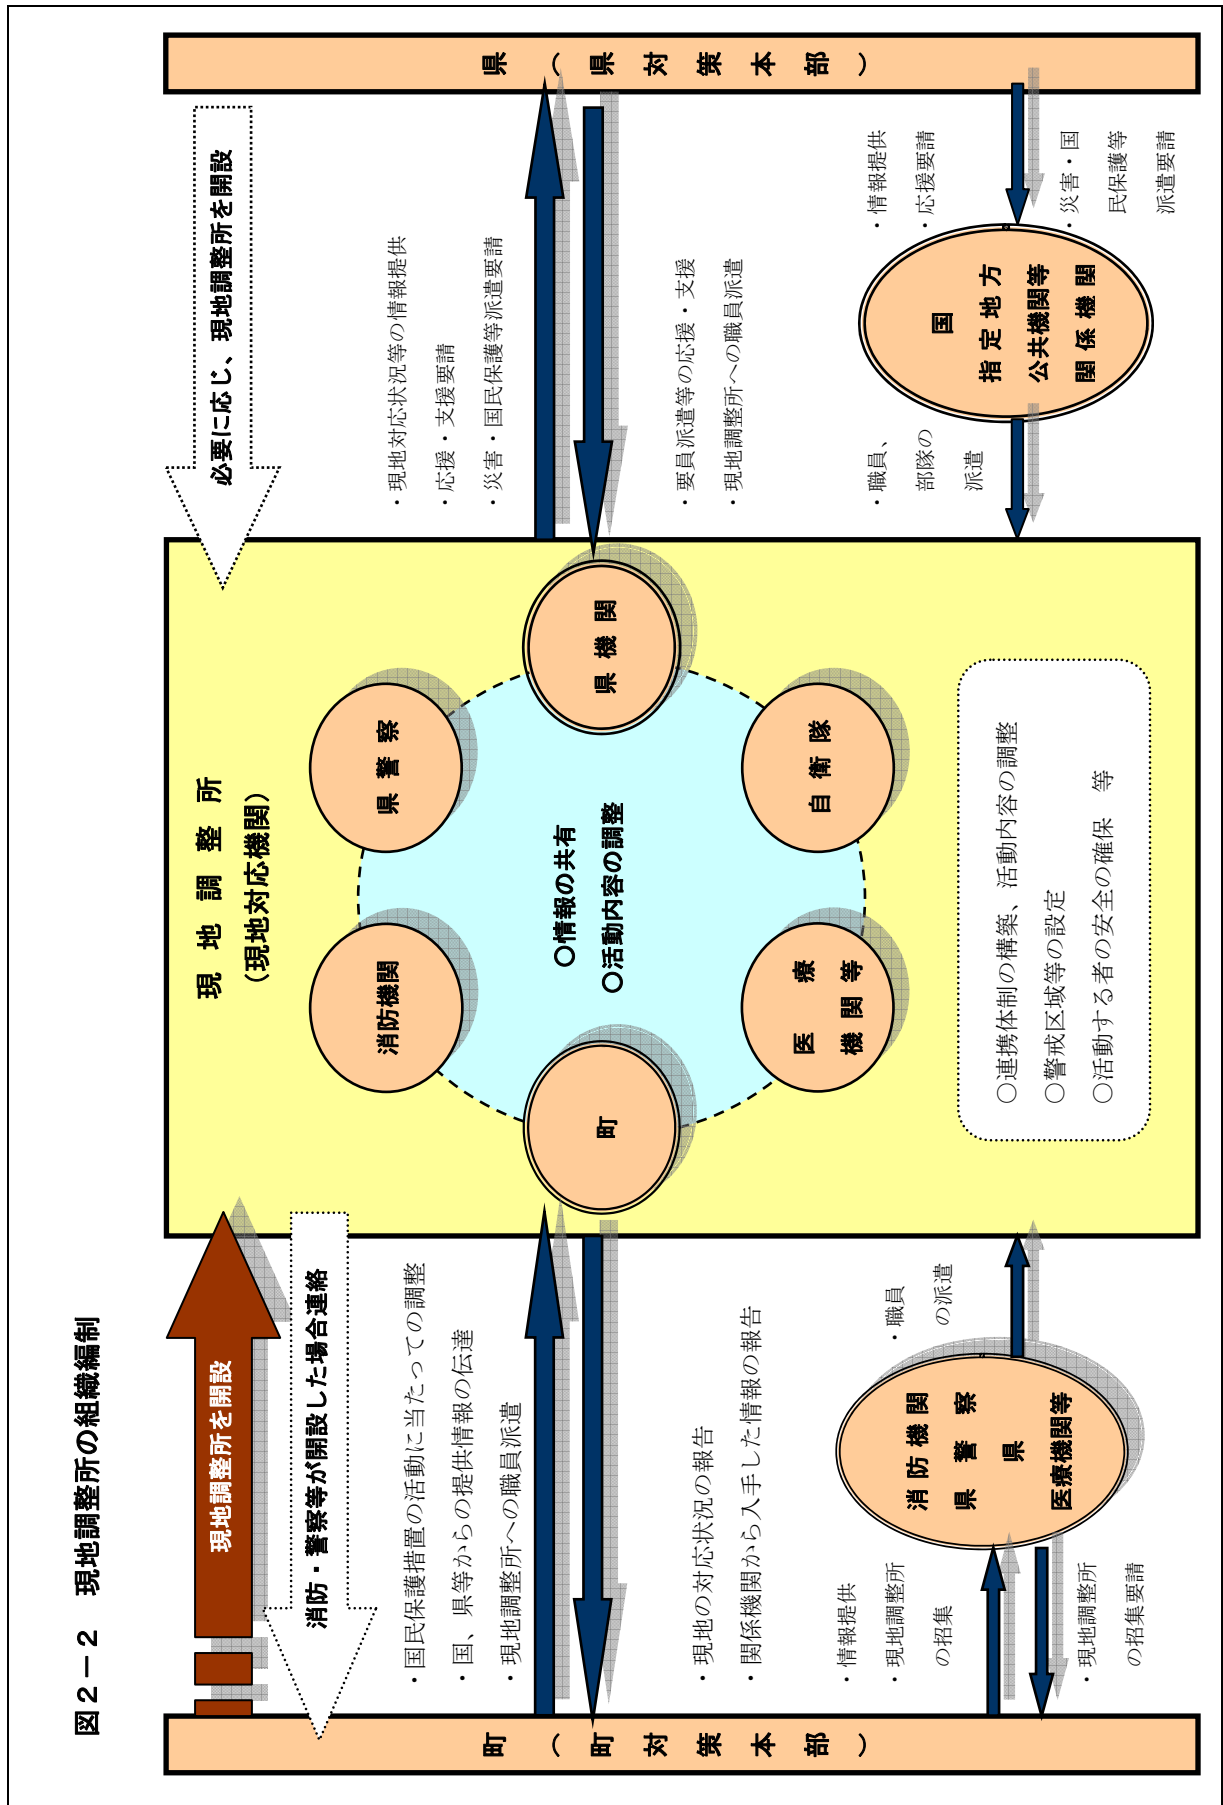 図２－２　現地調整所の組織編制
現地調整所を開設
消防・警察等が開設した場合連絡
必要に応じ、現地調整所を開設
町（町対策本部）
・国民保護措置の活動に当たっての調整
・国、県等からの提供情報の伝達
・現地調整所への職員派遣
・現地の対応状況の報告
・関係機関から入手した情報の報告
・情報提供
・現地調整所
の招集
・現地調整所
の招集要請
消防機関
県警察
県
医療機関等
・職員
の派遣
現地調整所
（現地対応機関）
消防機関
県警察
町
○情報の共有
○活動内容の調整
県機関
医療
機関等
自衛隊
○連携体制の構築、活動内容の調整
○警戒区域等の設定
○活動する者の安全の確保　等
・現地対応状況等の情報提供
・応援・支援要請
・災害・国民保護等派遣要請
・要員派遣等の応援・支援
・現地調整所への職員派遣
・職員、
部隊の
派遣
国
指定地方
公共機関等
関係機関
・情報提供
・応援要請
・災害・国
民保護等
派遣要請
県（県対策本部）